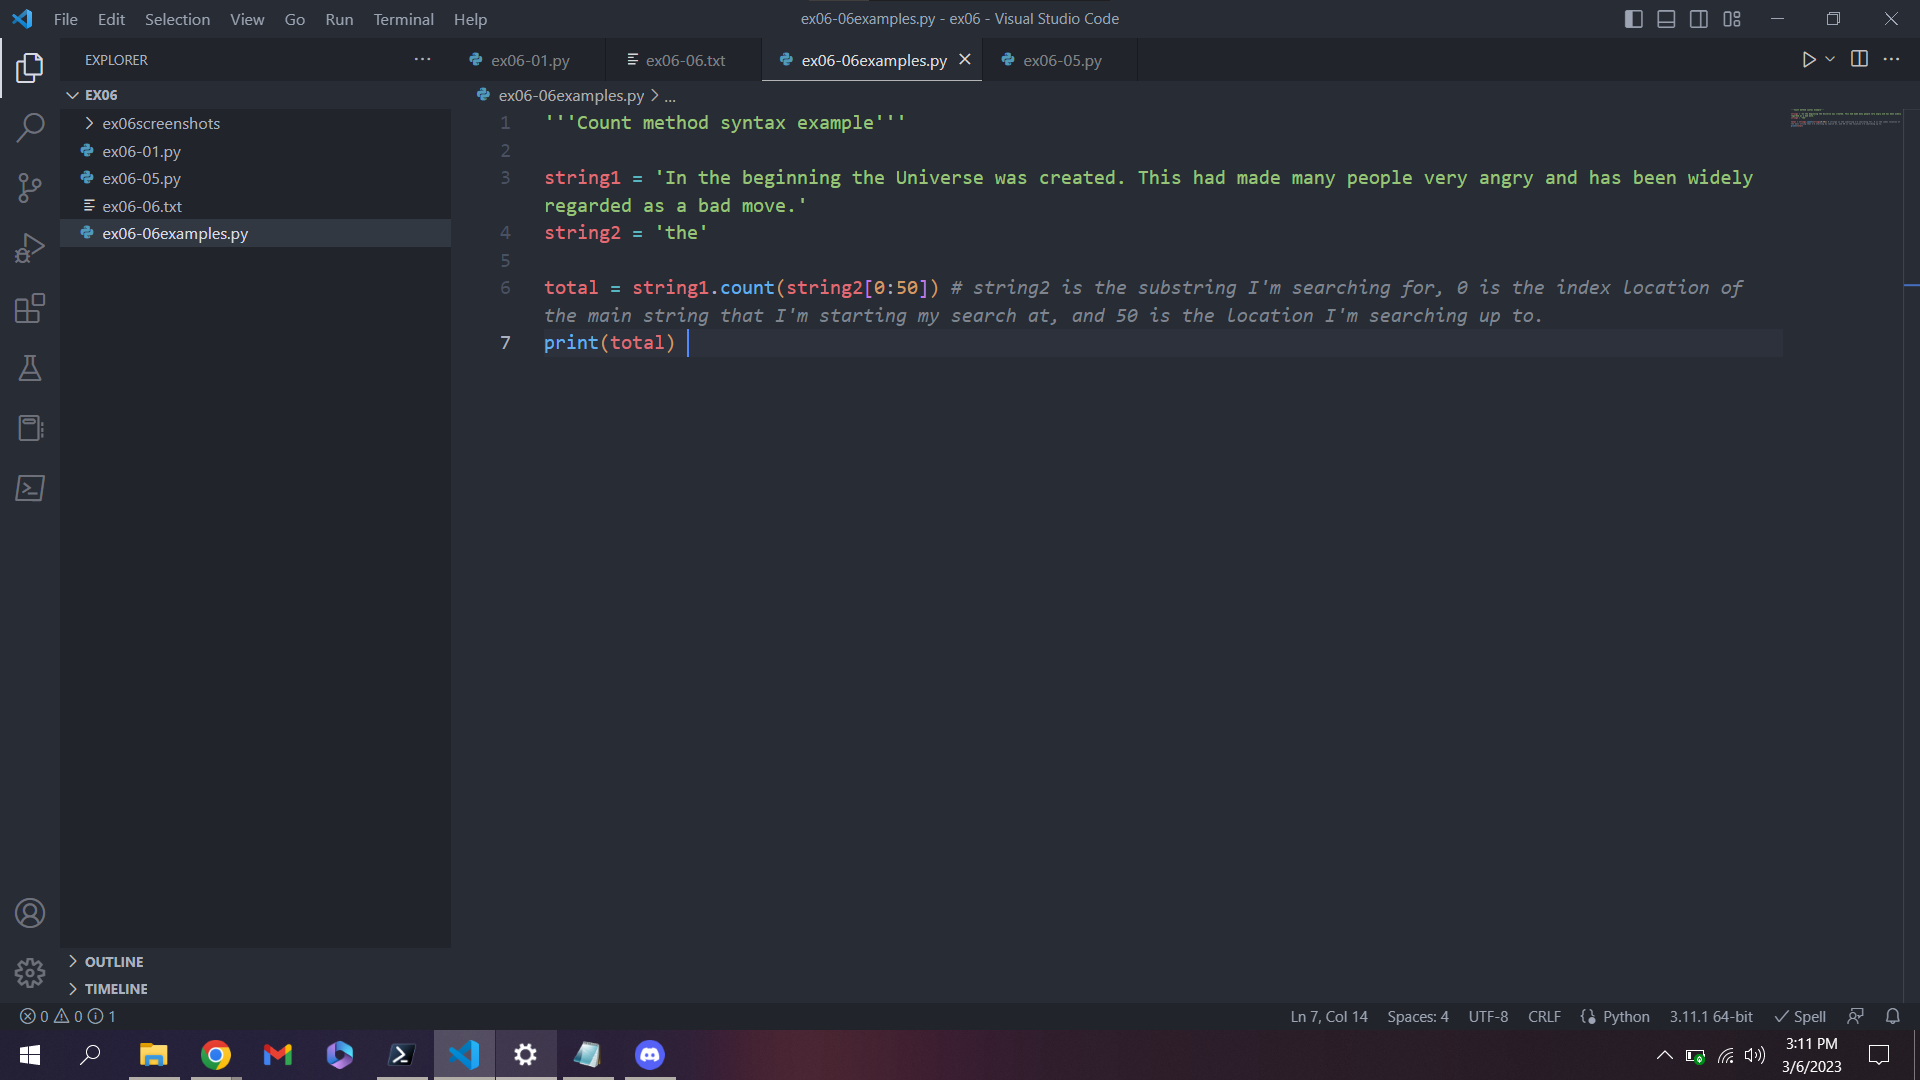 File Edit Selection View Go Run Terminal Help
ex06-06examples.py - ex06 - Visual Studio Code
EXPLORER
ex06-01.py
ex06-06.txt
ex06-06examples.py
ex06-05.py
EX06
ex06screenshots
ex06-01.py
ex06-05.py
ex06-06.txt
ex06-06examples.py
ex06-06examples.py > ...
1 '''Count method syntax example'''
2
3 string1 = 'In the beginning the Universe was created. This had made many people very angry and has been widely
regarded as a bad move.'
4 string2 = 'the'
5
6 total = string1.count(string2[0:50]) # string2 is the substring I'm searching for, 0 is the index location of
the main string that I'm starting my search at, and 50 is the location I'm searching up to.
7 print(total)
OUTLINE
TIMELINE
0 0 1
Ln 7, Col 14 Spaces: 4 UTF-8 CRLF Python 3.11.1 64-bit Spell
3:11 PM
3/6/2023